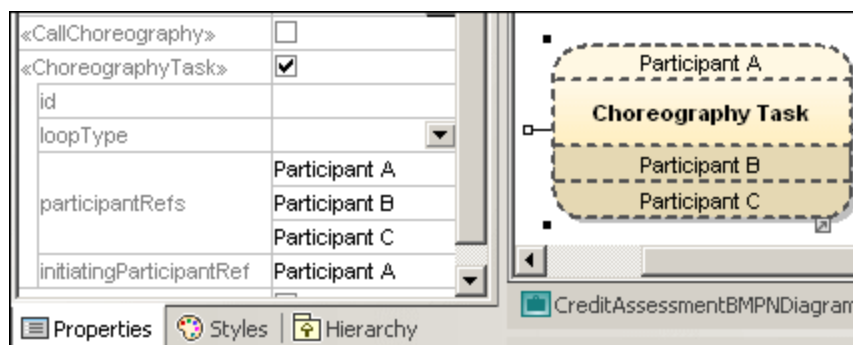 «CallChoreography»
«ChoreographyTask»
id
loopType
participantRefs
Participant A
Participant B
Participant C
initiatingParticipantRef Participant A
Properties Styles Hierarchy
Participant A
Choreography Task
Participant B
Participant C
CreditAssessmentBMPNDiagram